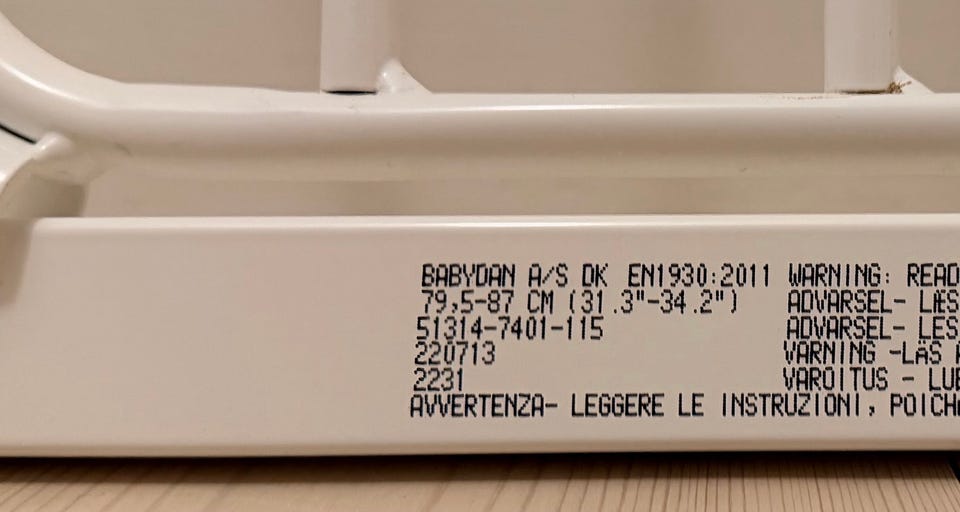 BABYDAN A/S DK EN1930:2011 WARNING: READ
79,5-87 CM (31.3"-34.2") ADVARSEL- LÆS
51314-7401-115 ADVARSEL- LES
220713 VARNING -LÄS
2231 VAROITUS -
AVVERTENZA- LEGGERE LE INSTRUZIONI,